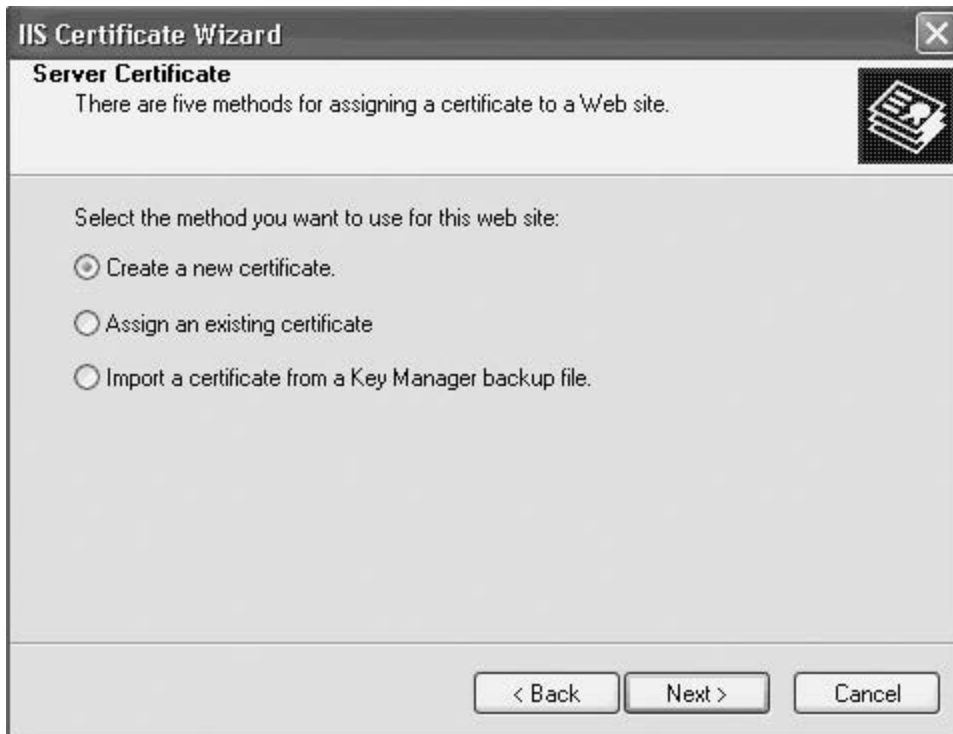 IIS Certificate Wizard
Server Certificate
There are five methods for assigning a certificate to a Web site.
Select the method you want to use for this web site:
Create a new certificate.
Assign an existing certificate
Import a certificate from a Key Manager backup file.
< Back Next > Cancel